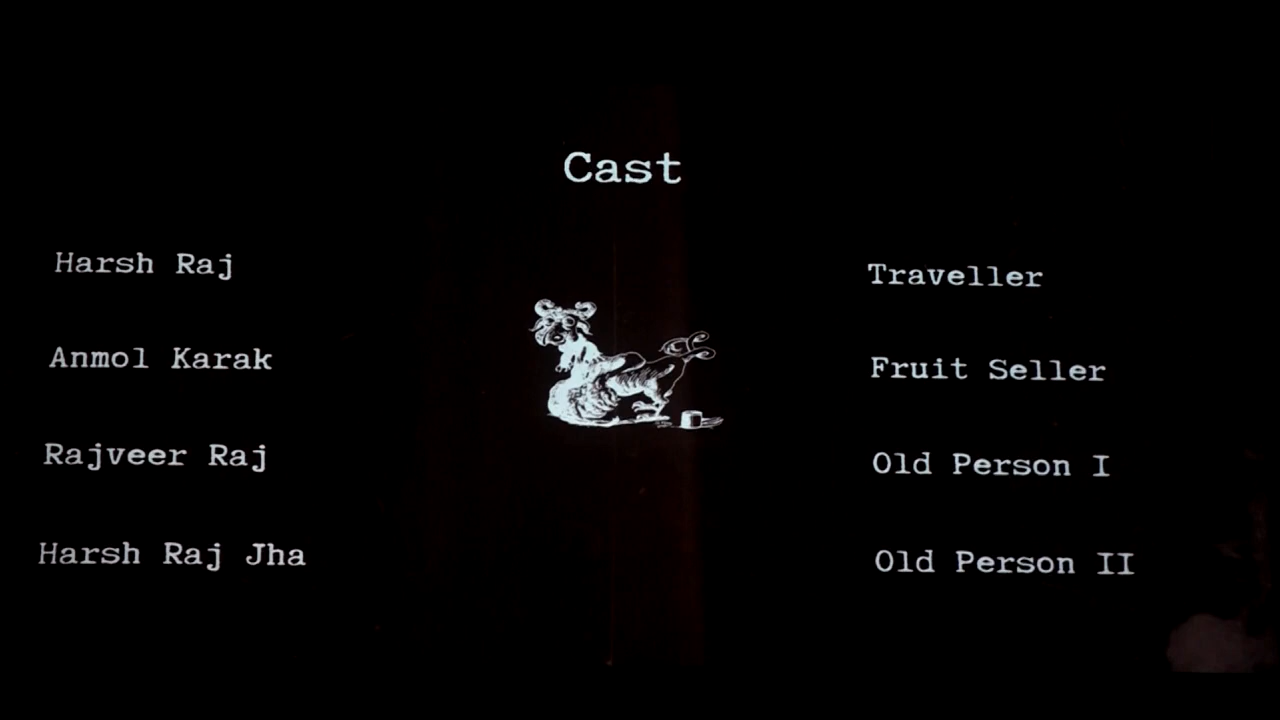 Cast
Harsh Raj Traveller
Anmol Karak Fruit Seller
Rajveer Raj Old Person I
Harsh Raj Jha Old Person II